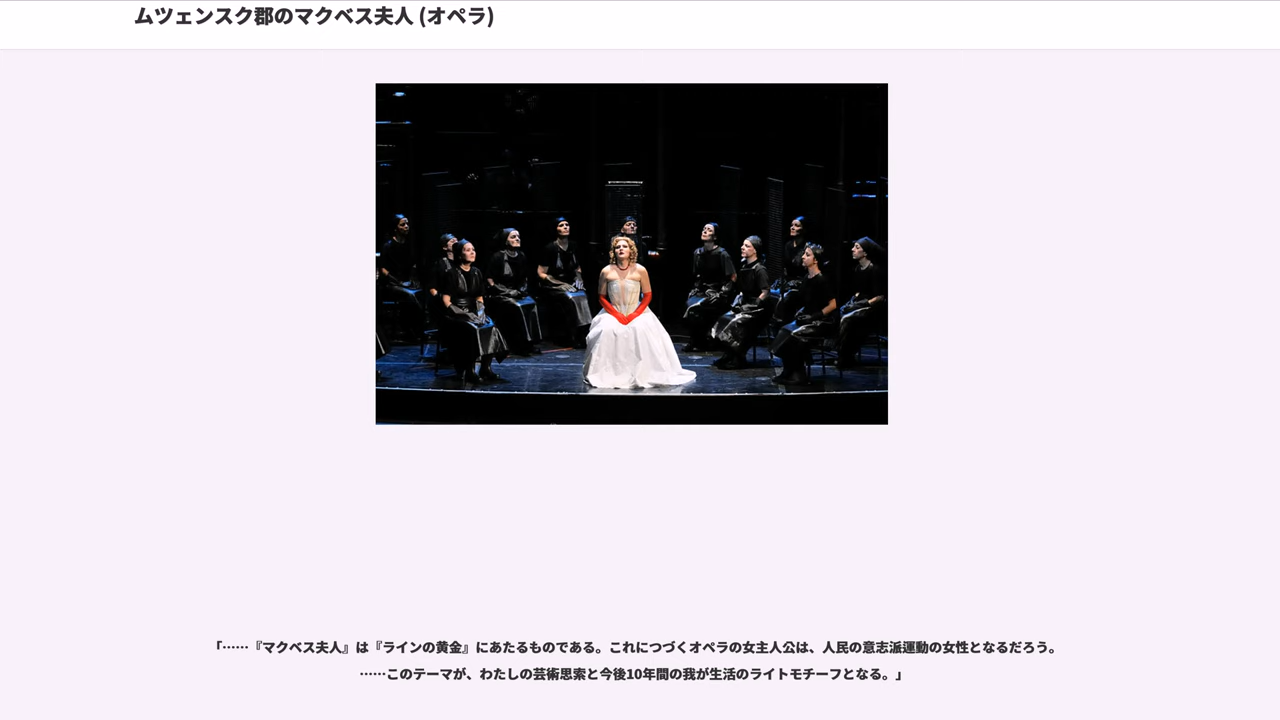 ムツェンスク郡のマクベス夫人 (オペラ)
「……『マクベス夫人』は『ラインの黄金』にあたるものである。これにつづくオペラの女主人公は、人民の意志派運動の女性となるだろう。
……このテーマが、わたしの芸術思索と今後10年間の我が生活のライトモチーフとなる。」